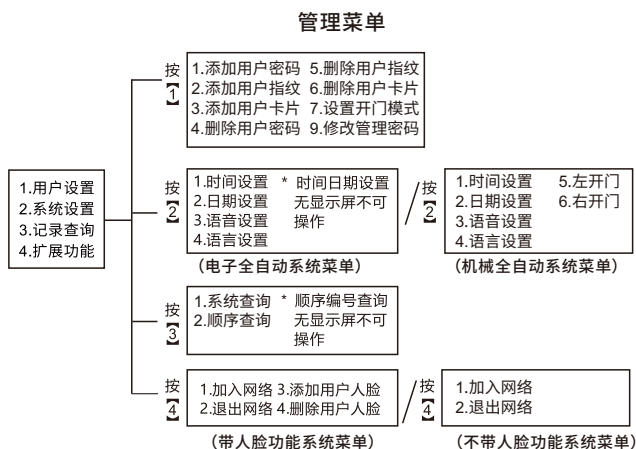 管理菜单
1.用户设置
2.系统设置
3.记录查询
4.扩展功能
按
【1】
1.添加用户密码 5.删除用户指纹
2.添加用户指纹 6.删除用户卡片
3.添加用户卡片 7.设置开门模式
4.删除用户密码 9.修改管理密码
按
【2】
1.时间设置 * 时间日期设置
2.日期设置 无显示屏不可
3.语音设置 操作
4.语言设置
(电子全自动系统菜单)
/
按
【2】
1.时间设置 5.左开门
2.日期设置 6.右开门
3.语音设置
4.语言设置
(机械全自动系统菜单)
按
【3】
1.系统查询 * 顺序编号查询
2.顺序查询 无显示屏不可
操作
按
【4】
1.加入网络 3.添加用户人脸
2.退出网络 4.删除用户人脸
(带人脸功能系统菜单)
/
按
【4】
1.加入网络
2.退出网络
(不带人脸功能系统菜单)